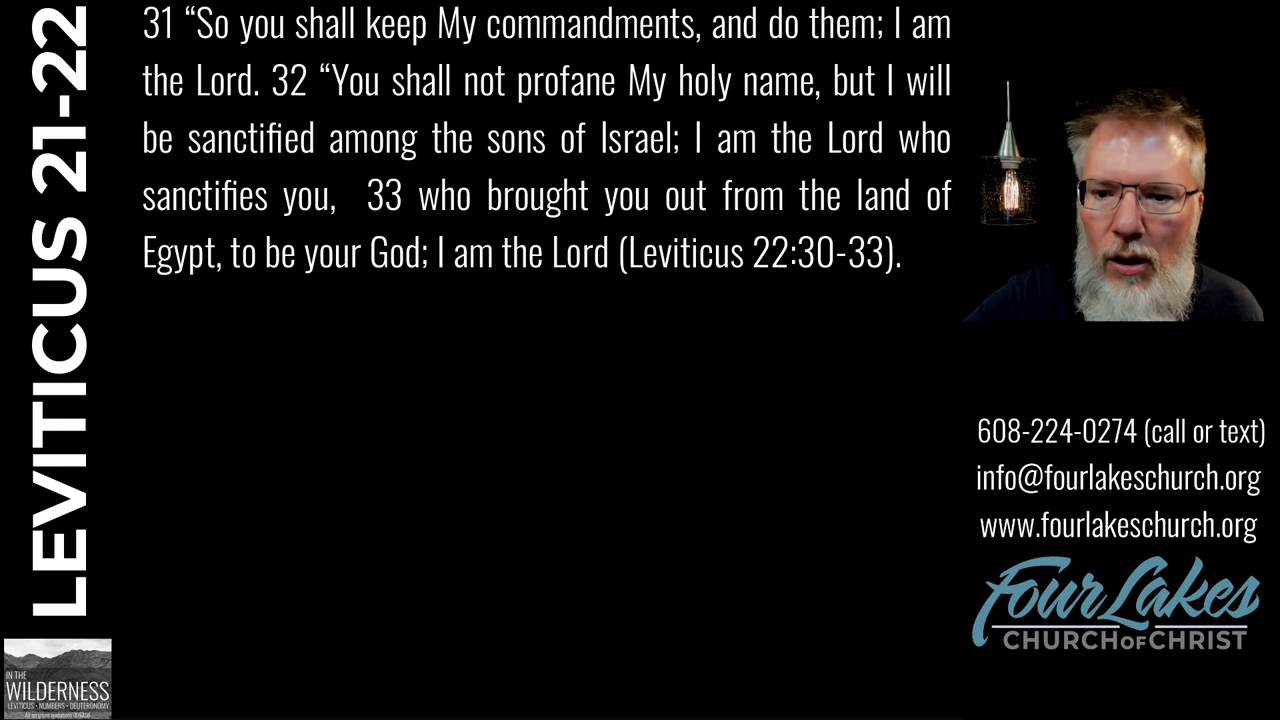 LEVITICUS 21-22
31 “So you shall keep My commandments, and do them; I am
the Lord. 32 “You shall not profane My holy name, but I will
be sanctified among the sons of Israel; I am the Lord who
sanctifies you, 33 who brought you out from the land of
Egypt, to be your God; I am the Lord (Leviticus 22:30-33).
608-224-0274 (call or text)
info@fourlakeschurch.org
www.fourlakeschurch.org
Four Lakes
CHURCH OF CHRIST
IN THE
WILDERNESS
LEVITICUS • NUMBERS • DEUTERONOMY